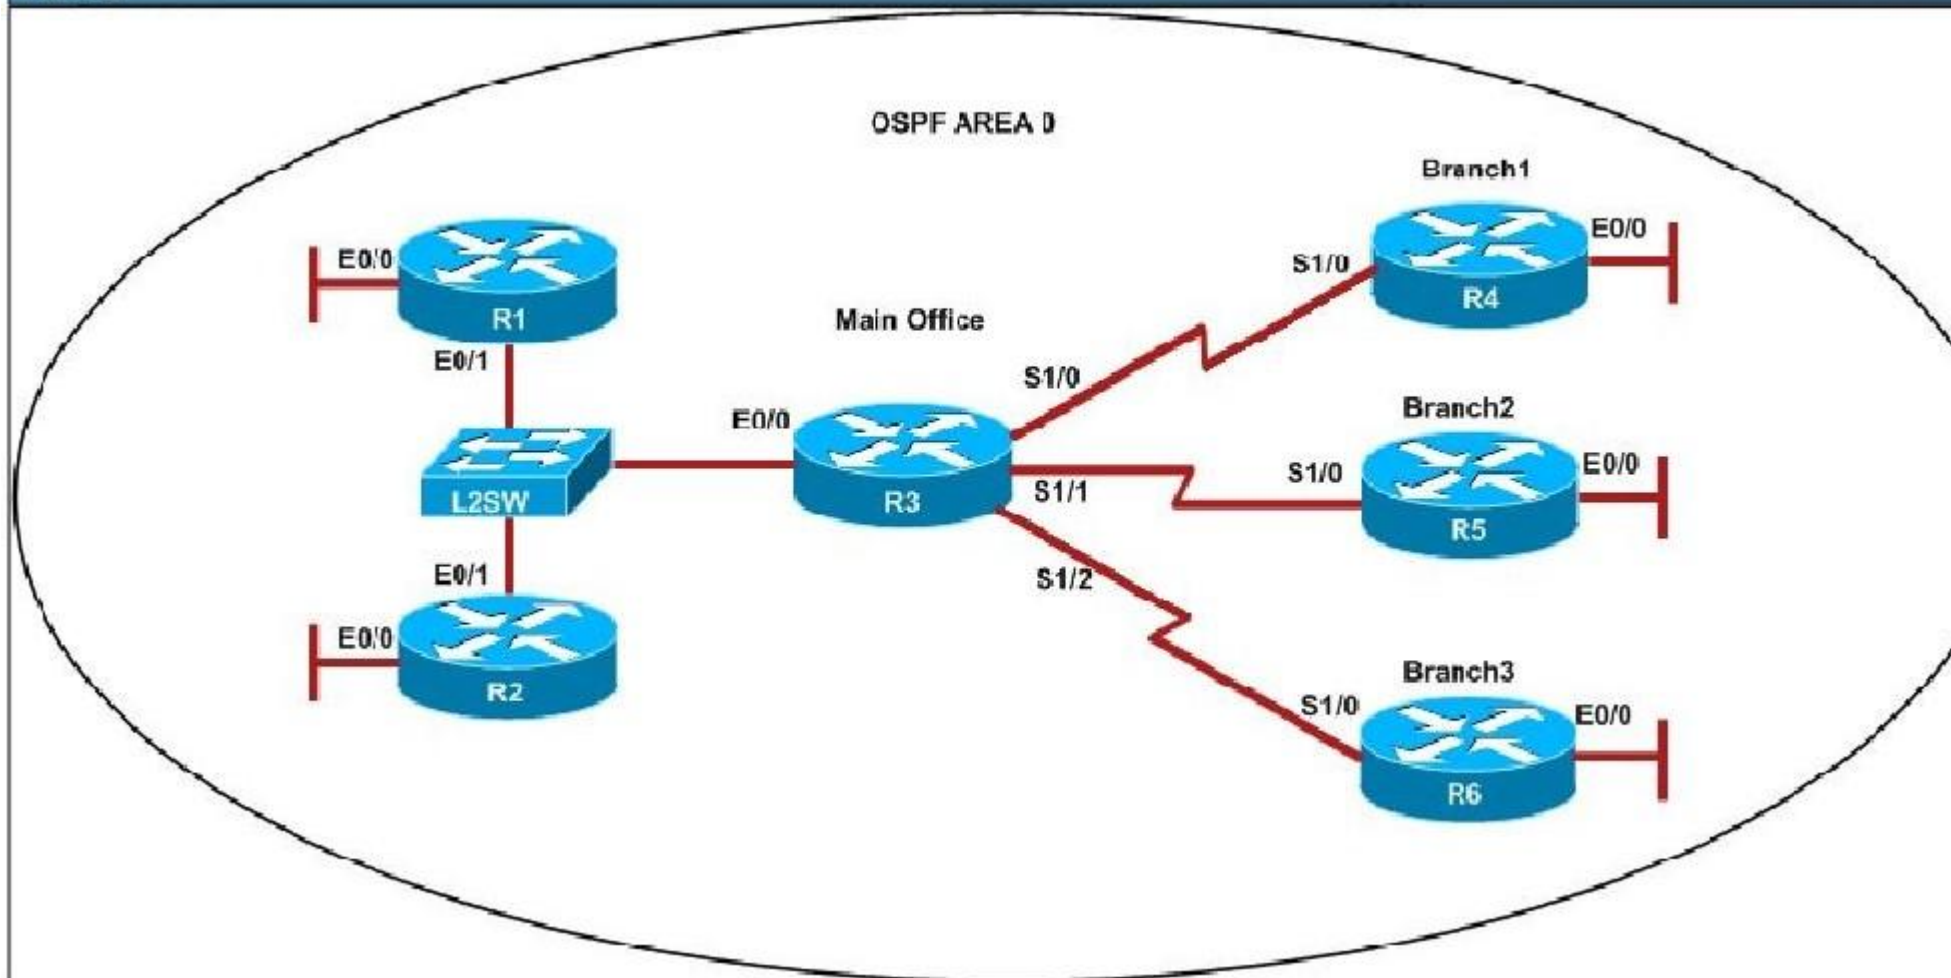 OSPF AREA 0
Branch1
E0/0
S1/0
R4
E0/0
R1
E0/1
Main Office
S1/0
E0/0
R3
S1/1
Branch2
S1/0
E0/0
R5
L2SW
E0/1
E0/0
R2
S1/2
Branch3
S1/0
E0/0
R6